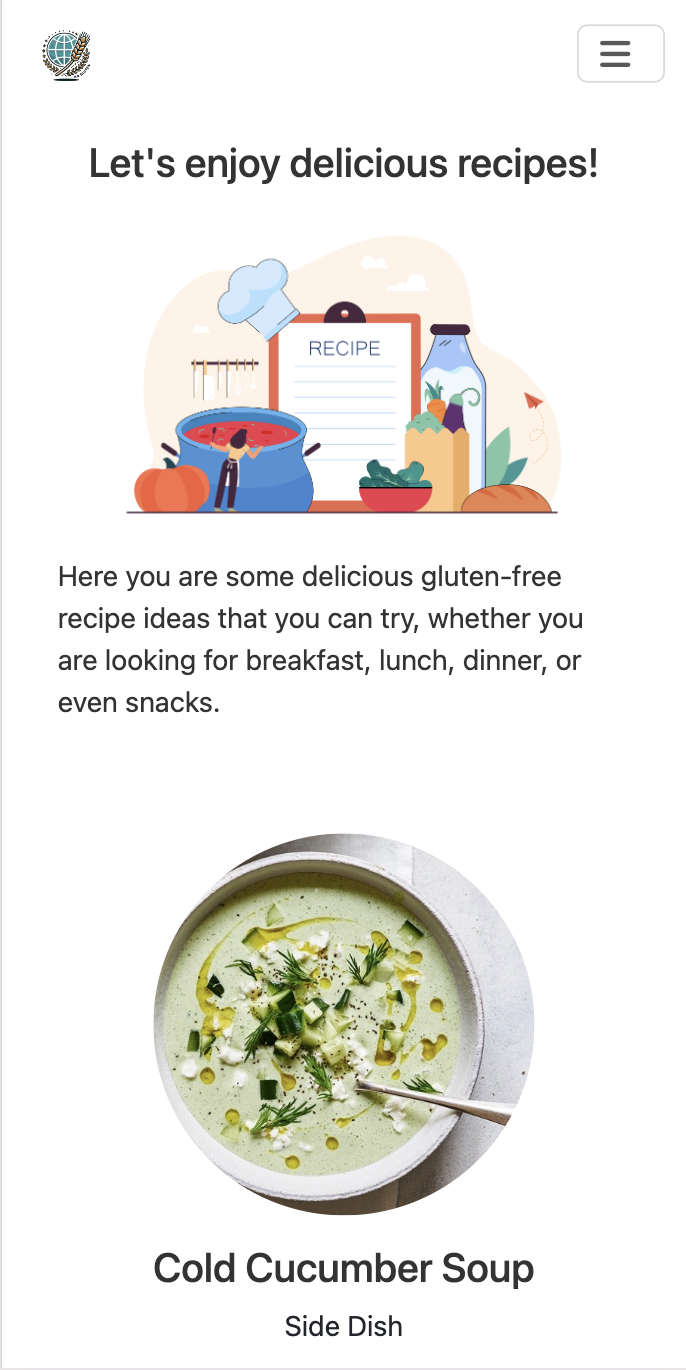 Let's enjoy delicious recipes!
RECIPE
Here you are some delicious gluten-free
recipe ideas that you can try, whether you
are looking for breakfast, lunch, dinner, or
even snacks.
Cold Cucumber Soup
Side Dish